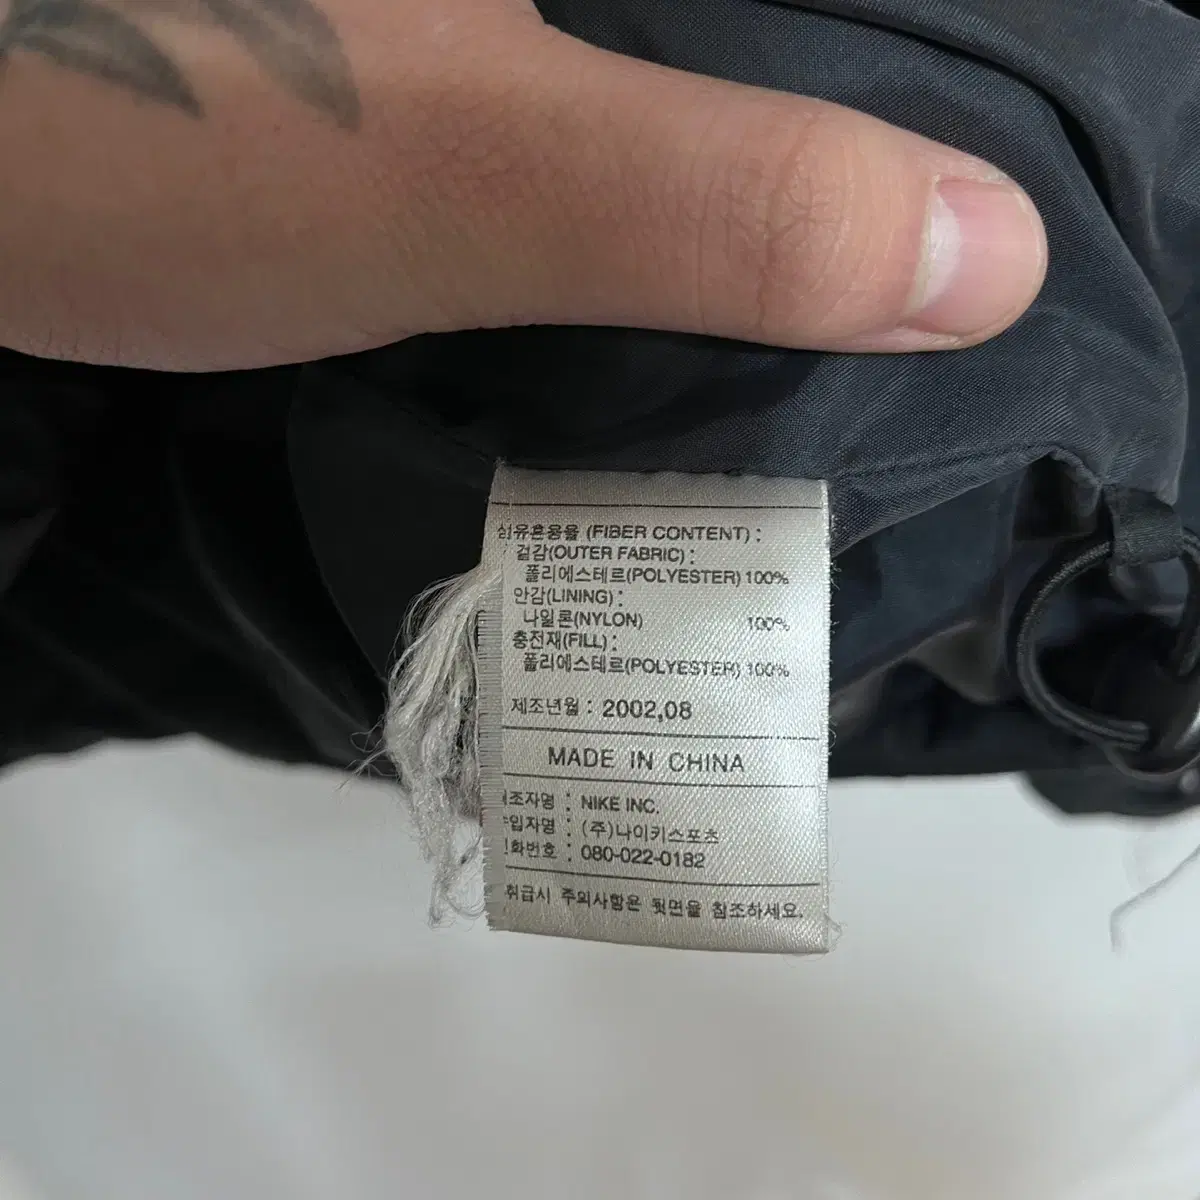 섬유혼용율 (FIBER CONTENT) :
겉감(OUTER FABRIC) :
폴리에스테르(POLYESTER) 100%
안감(LINING) :
나일론(NYLON) 100%
충전재(FILL) :
폴리에스테르(POLYESTER) 100%
제조년월 : 2002,08
MADE IN CHINA
제조자명 : NIKE INC.
수입자명 : (주)나이키스포츠
전화번호 : 080-022-0182
취급시 주의사항은 뒷면을 참조하세요.